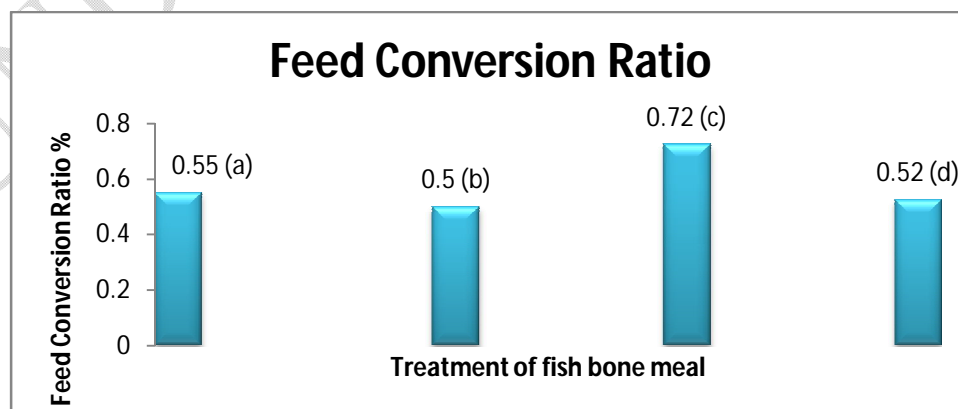 Feed Conversion Ratio
Feed Conversion Ratio %
0.8
0.6
0.4
0.2
0
0.55 (a)
0.5 (b)
0.72 (c)
0.52 (d)
Treatment of fish bone meal